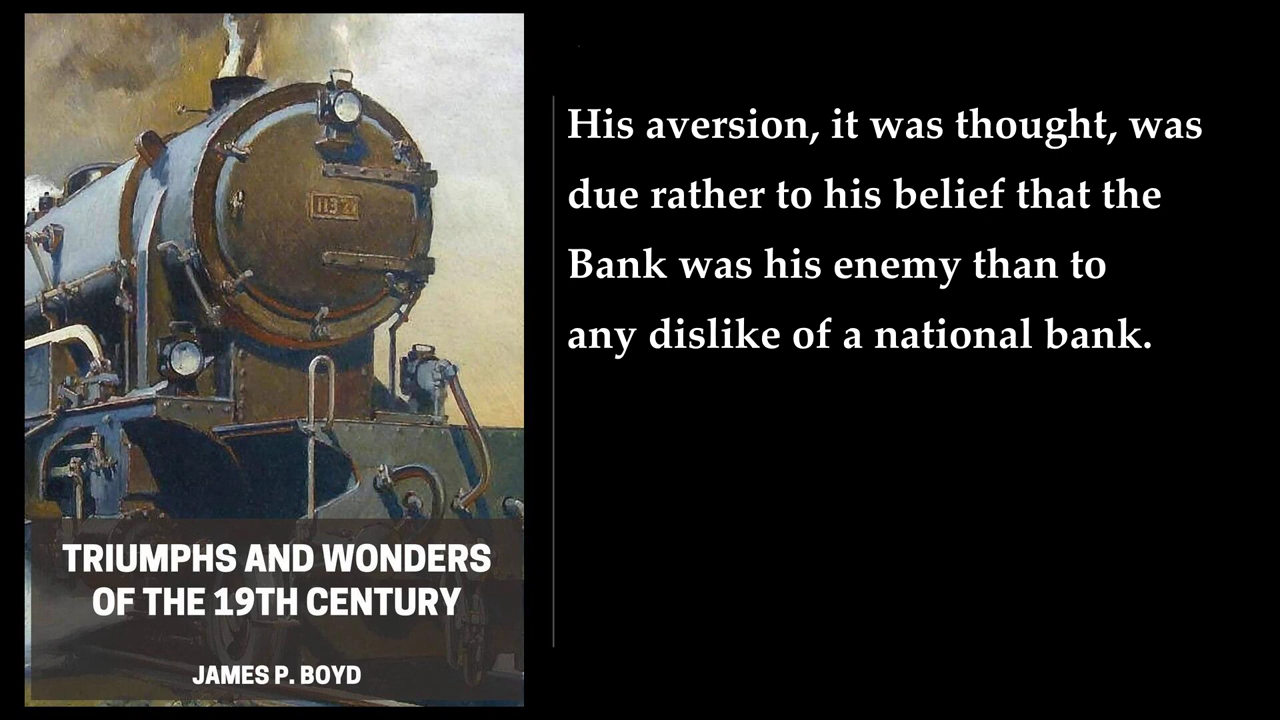 His aversion, it was thought, was
due rather to his belief that the
Bank was his enemy than to
any dislike of a national bank.
TRIUMPHS AND WONDERS
OF THE 19TH CENTURY
JAMES P. BOYD